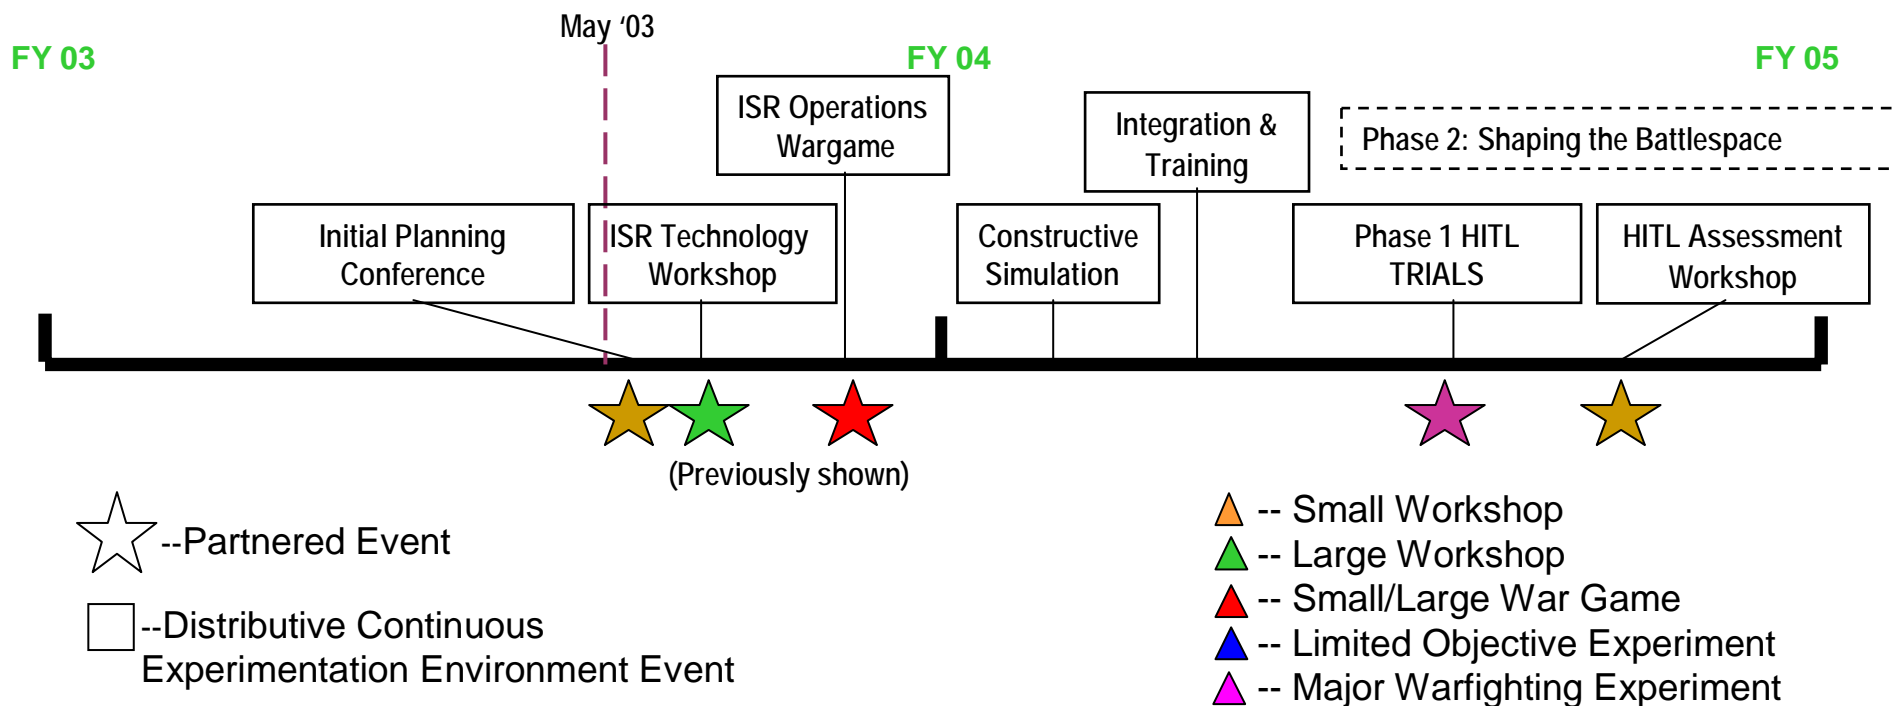 May ‘03
FY 03
FY 04
FY 05
ISR Operations
Wargame
Integration &
Training
Phase 2: Shaping the Battlespace
Initial Planning
Conference
ISR Technology
Workshop
Constructive
Simulation
Phase 1 HITL
TRIALS
HITL Assessment
Workshop
(Previously shown)
--Partnered Event
--Distributive Continuous
Experimentation Environment Event
-- Small Workshop
-- Large Workshop
-- Small/Large War Game
-- Limited Objective Experiment
-- Major Warfighting Experiment